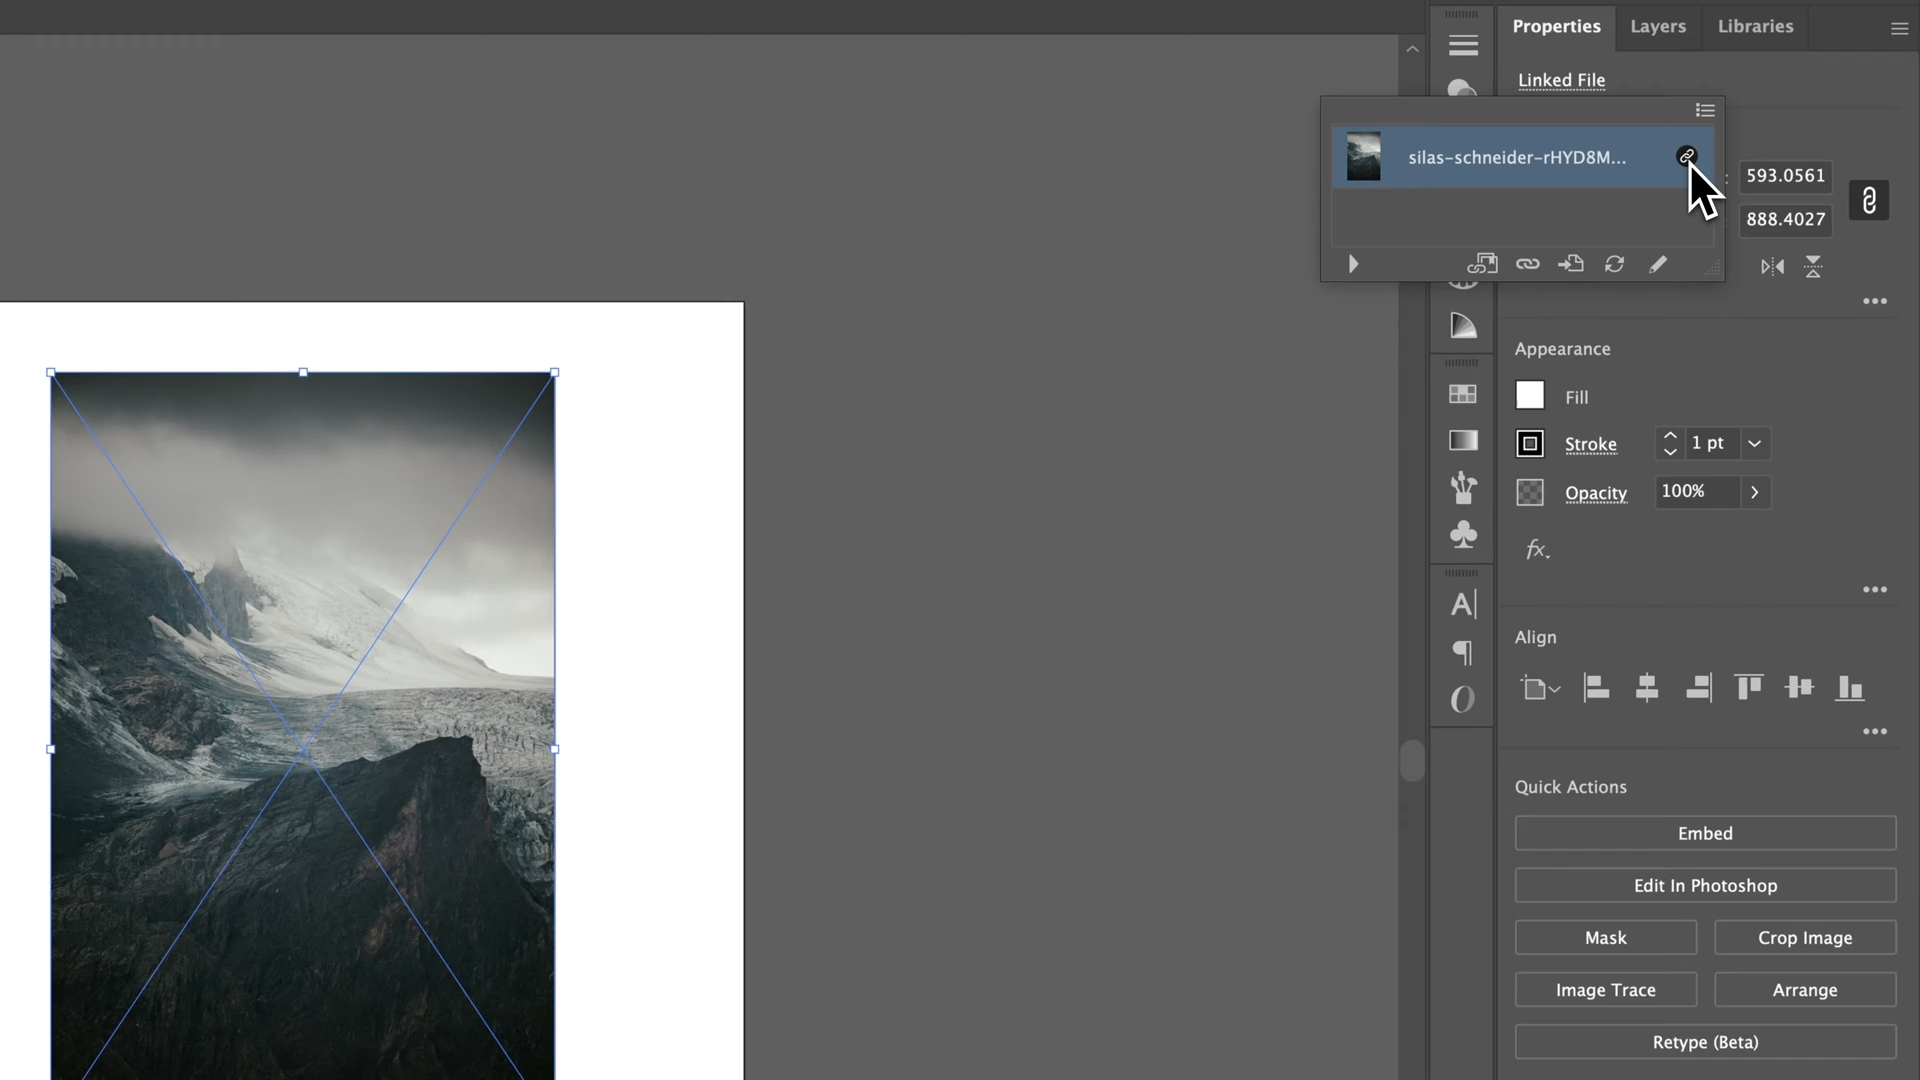 Properties Layers Libraries
Linked File
silas-schneider-rHYD8M...
593.0561
888.4027
Appearance
Fill
Stroke 1 pt
Opacity 100%
fx
Align
Quick Actions
Embed
Edit In Photoshop
Mask Crop Image
Image Trace Arrange
Retype (Beta)